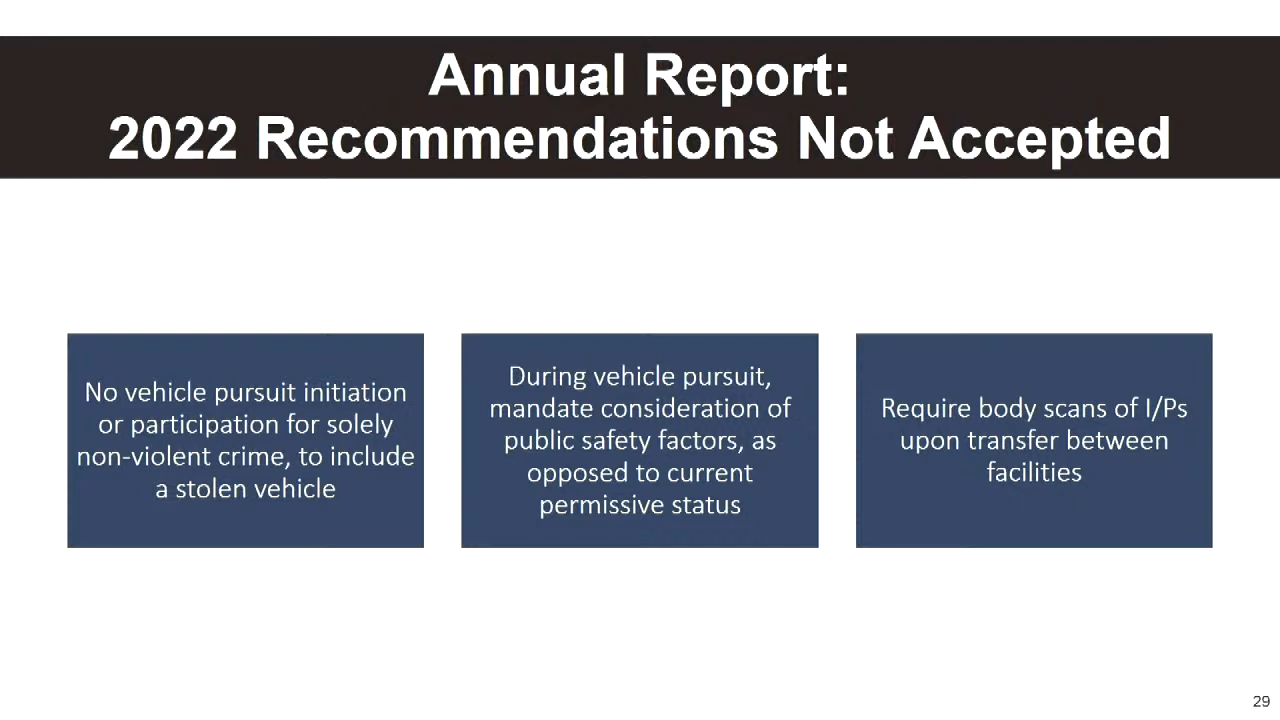 Annual Report:
2022 Recommendations Not Accepted
No vehicle pursuit initiation
or participation for solely
non-violent crime, to include
a stolen vehicle
During vehicle pursuit,
mandate consideration of
public safety factors, as
opposed to current
permissive status
Require body scans of I/Ps
upon transfer between
facilities
29